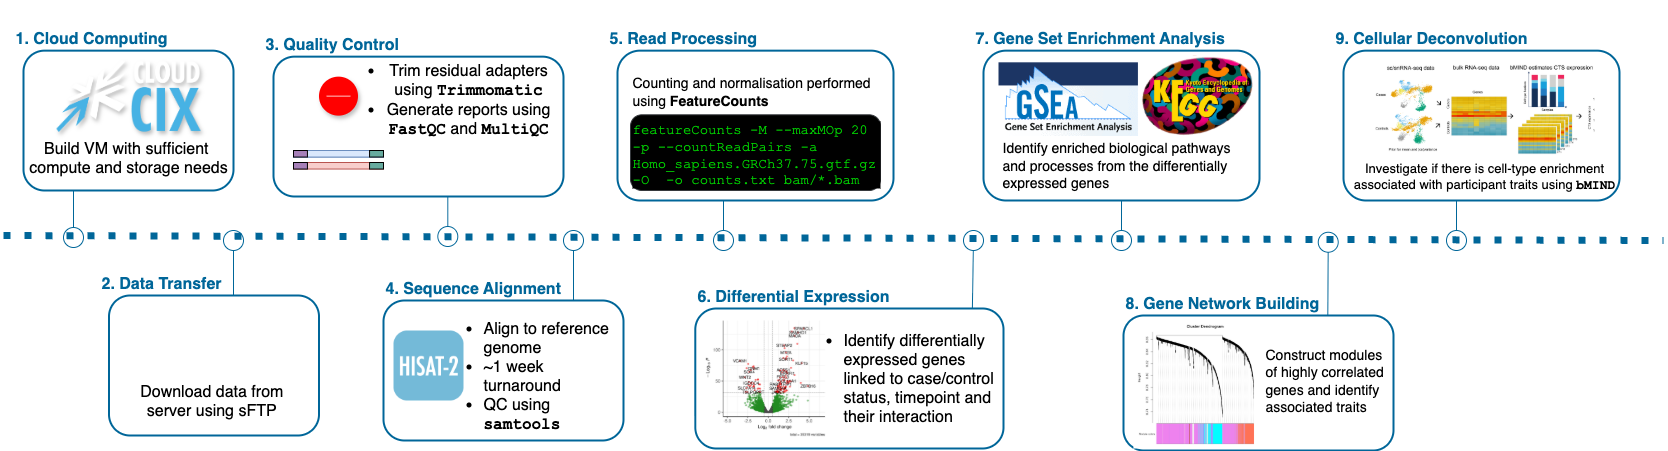 1. Cloud Computing
CLOUD
CIX
Build VM with sufficient
compute and storage needs
2. Data Transfer
Download data from
server using sFTP
3. Quality Control
• Trim residual adapters
using Trimmomatic
• Generate reports using
FastQC and MultiQC
4. Sequence Alignment
HISAT-2
• Align to reference
genome
• ~1 week
turnaround
• QC using
samtools
5. Read Processing
Counting and normalisation performed
using FeatureCounts
featureCounts -M --maxMOp 20
-p --countReadPairs -a
Homo_sapiens.GRCh37.75.gtf.gz
-O -o counts.txt bam/*.bam
6. Differential Expression
Log₂ fold change
• Identify differentially
expressed genes
linked to case/control
status, timepoint and
their interaction
7. Gene Set Enrichment Analysis
GSEA
Gene Set Enrichment Analysis
KEGG
Kyoto Encyclopedia
of Genes and Genomes
Identify enriched biological pathways
and processes from the differentially
expressed genes
8. Gene Network Building
Cluster Dendrogram
Construct modules
of highly correlated
genes and identify
associated traits
9. Cellular Deconvolution
sc/snRNA-seq data
bulk RNA-seq data
bMIND estimates CTS expression
Investigate if there is cell-type enrichment
associated with participant traits using bMIND